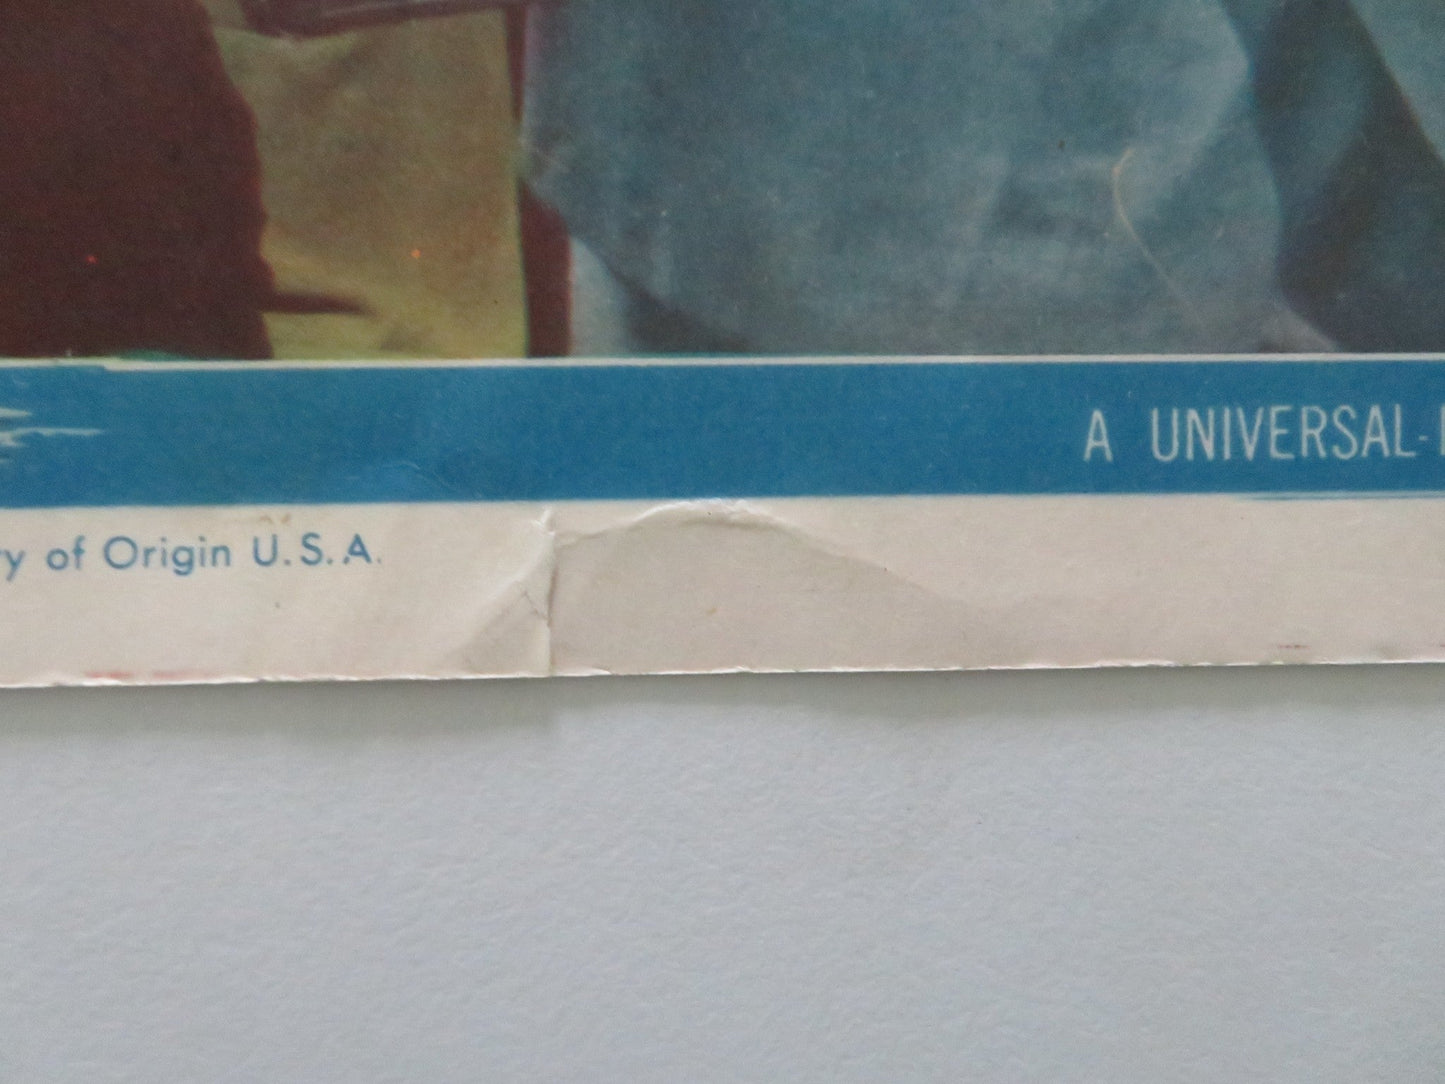 A UNIVERSAL-
of Origin U.S.A.